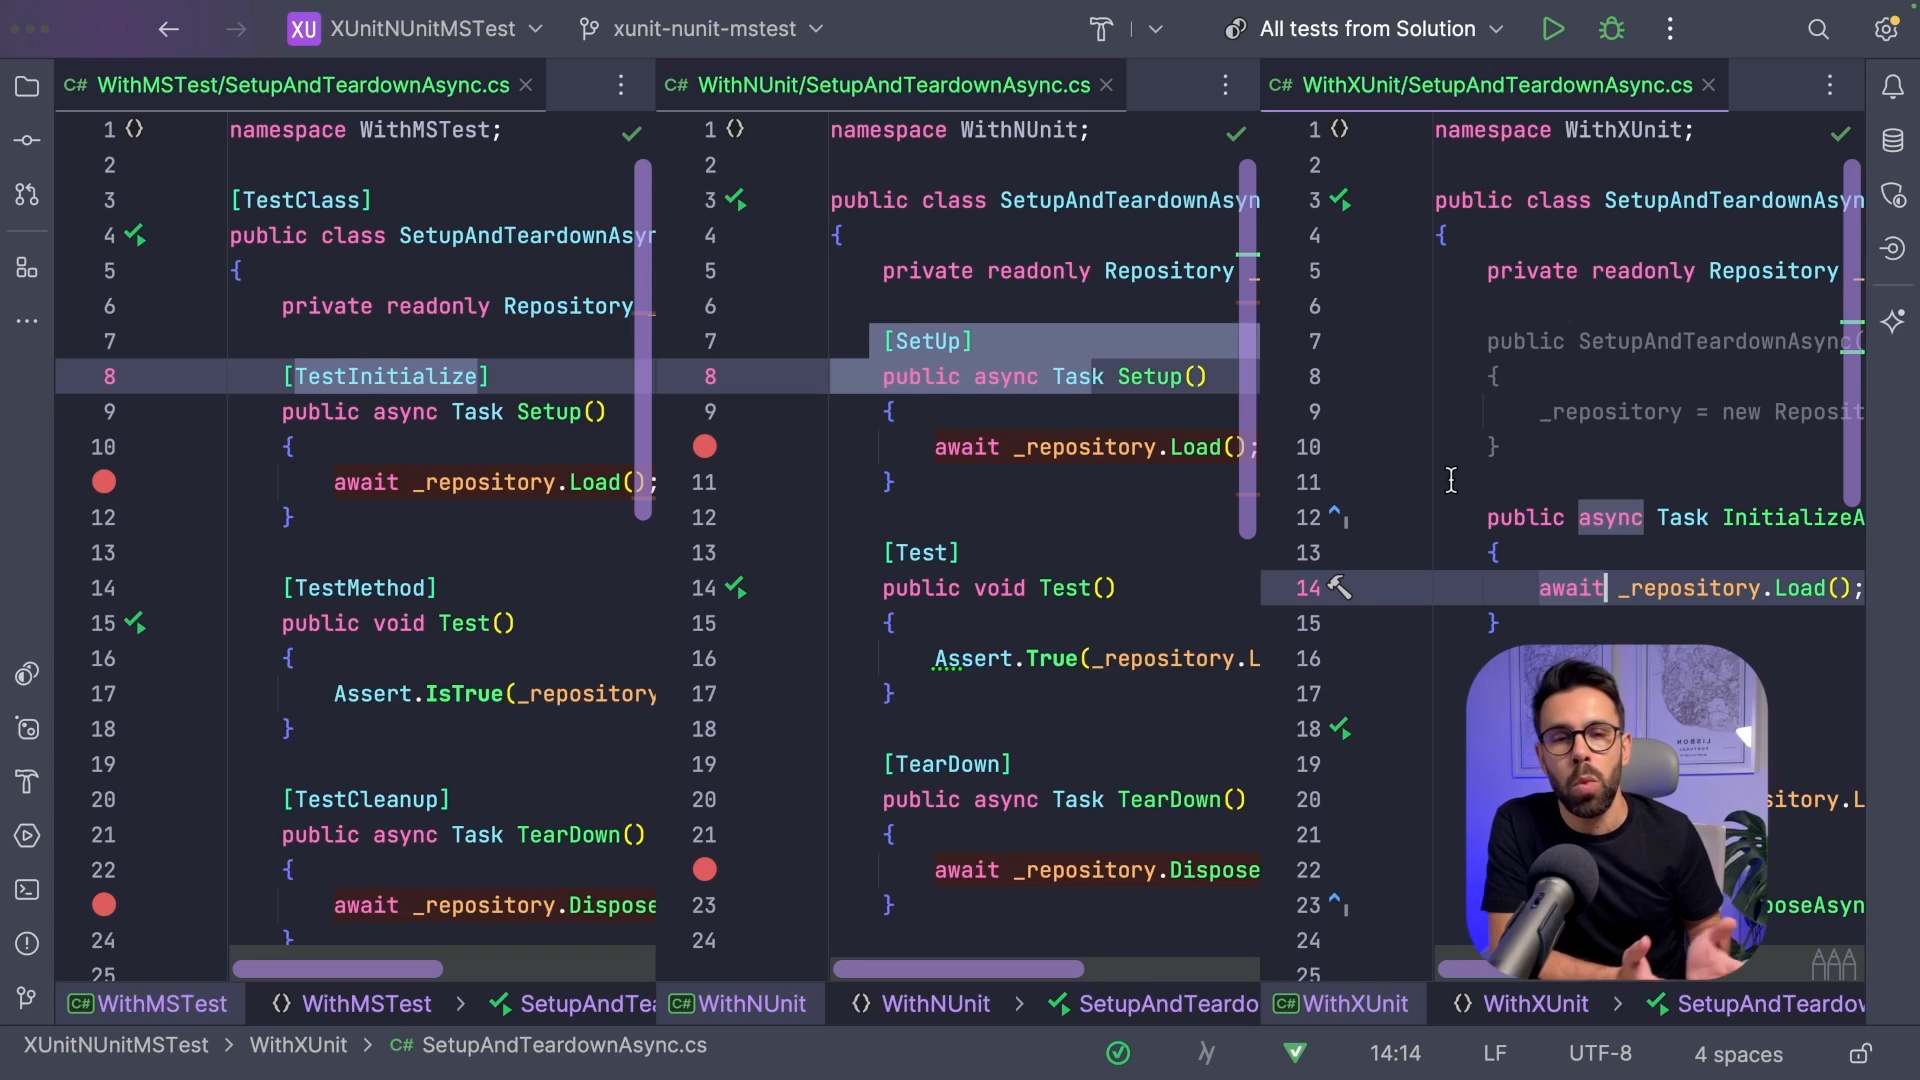 XU XUnitNUnitMSTest
xunit-nunit-mstest
All tests from Solution
C# WithMSTest/SetupAndTeardownAsync.cs
1 namespace WithMSTest;
2
3 [TestClass]
4 public class SetupAndTeardownAsyn
5 {
6 private readonly Repository _
7
8 [TestInitialize]
9 public async Task Setup()
10 {
await _repository.Load();
12 }
13
14 [TestMethod]
15 public void Test()
16 {
17 Assert.IsTrue(_repository
18 }
19
20 [TestCleanup]
21 public async Task TearDown()
22 {
await _repository.Dispose
24 }
25
C# WithNUnit/SetupAndTeardownAsync.cs
1 namespace WithNUnit;
2
3 public class SetupAndTeardownAsyn
4 {
5 private readonly Repository _
6
7 [SetUp]
8 public async Task Setup()
9 {
await _repository.Load();
11 }
12
13 [Test]
14 public void Test()
15 {
16 Assert.True(_repository.L
17 }
18
19 [TearDown]
20 public async Task TearDown()
21 {
await _repository.Dispose
23 }
24
C# WithXUnit/SetupAndTeardownAsync.cs
1 namespace WithXUnit;
2
3 public class SetupAndTeardownAsyn
4 {
5 private readonly Repository _
6
7 public SetupAndTeardownAsync(
8 {
9 _repository = new Reposit
10 }
11
12 public async Task InitializeA
13 {
14 await _repository.Load();
15 }
16
17
18
19
20 sitory.L
21
22
23 poseAsyn
24
25
LISBON
PORTUGAL
C# WithMSTest
WithMSTest > SetupAndTea
C# WithNUnit
WithNUnit > SetupAndTeardo
C# WithXUnit
WithXUnit > SetupAndTeardov
XUnitNUnitMSTest > WithXUnit > C# SetupAndTeardownAsync.cs
14:14
LF
UTF-8
4 spaces